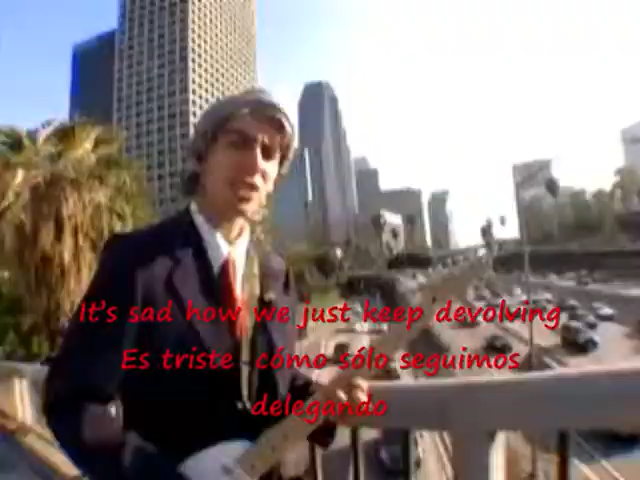 It's sad how we just keep devolving
Es triste cómo sólo seguimos
delegando